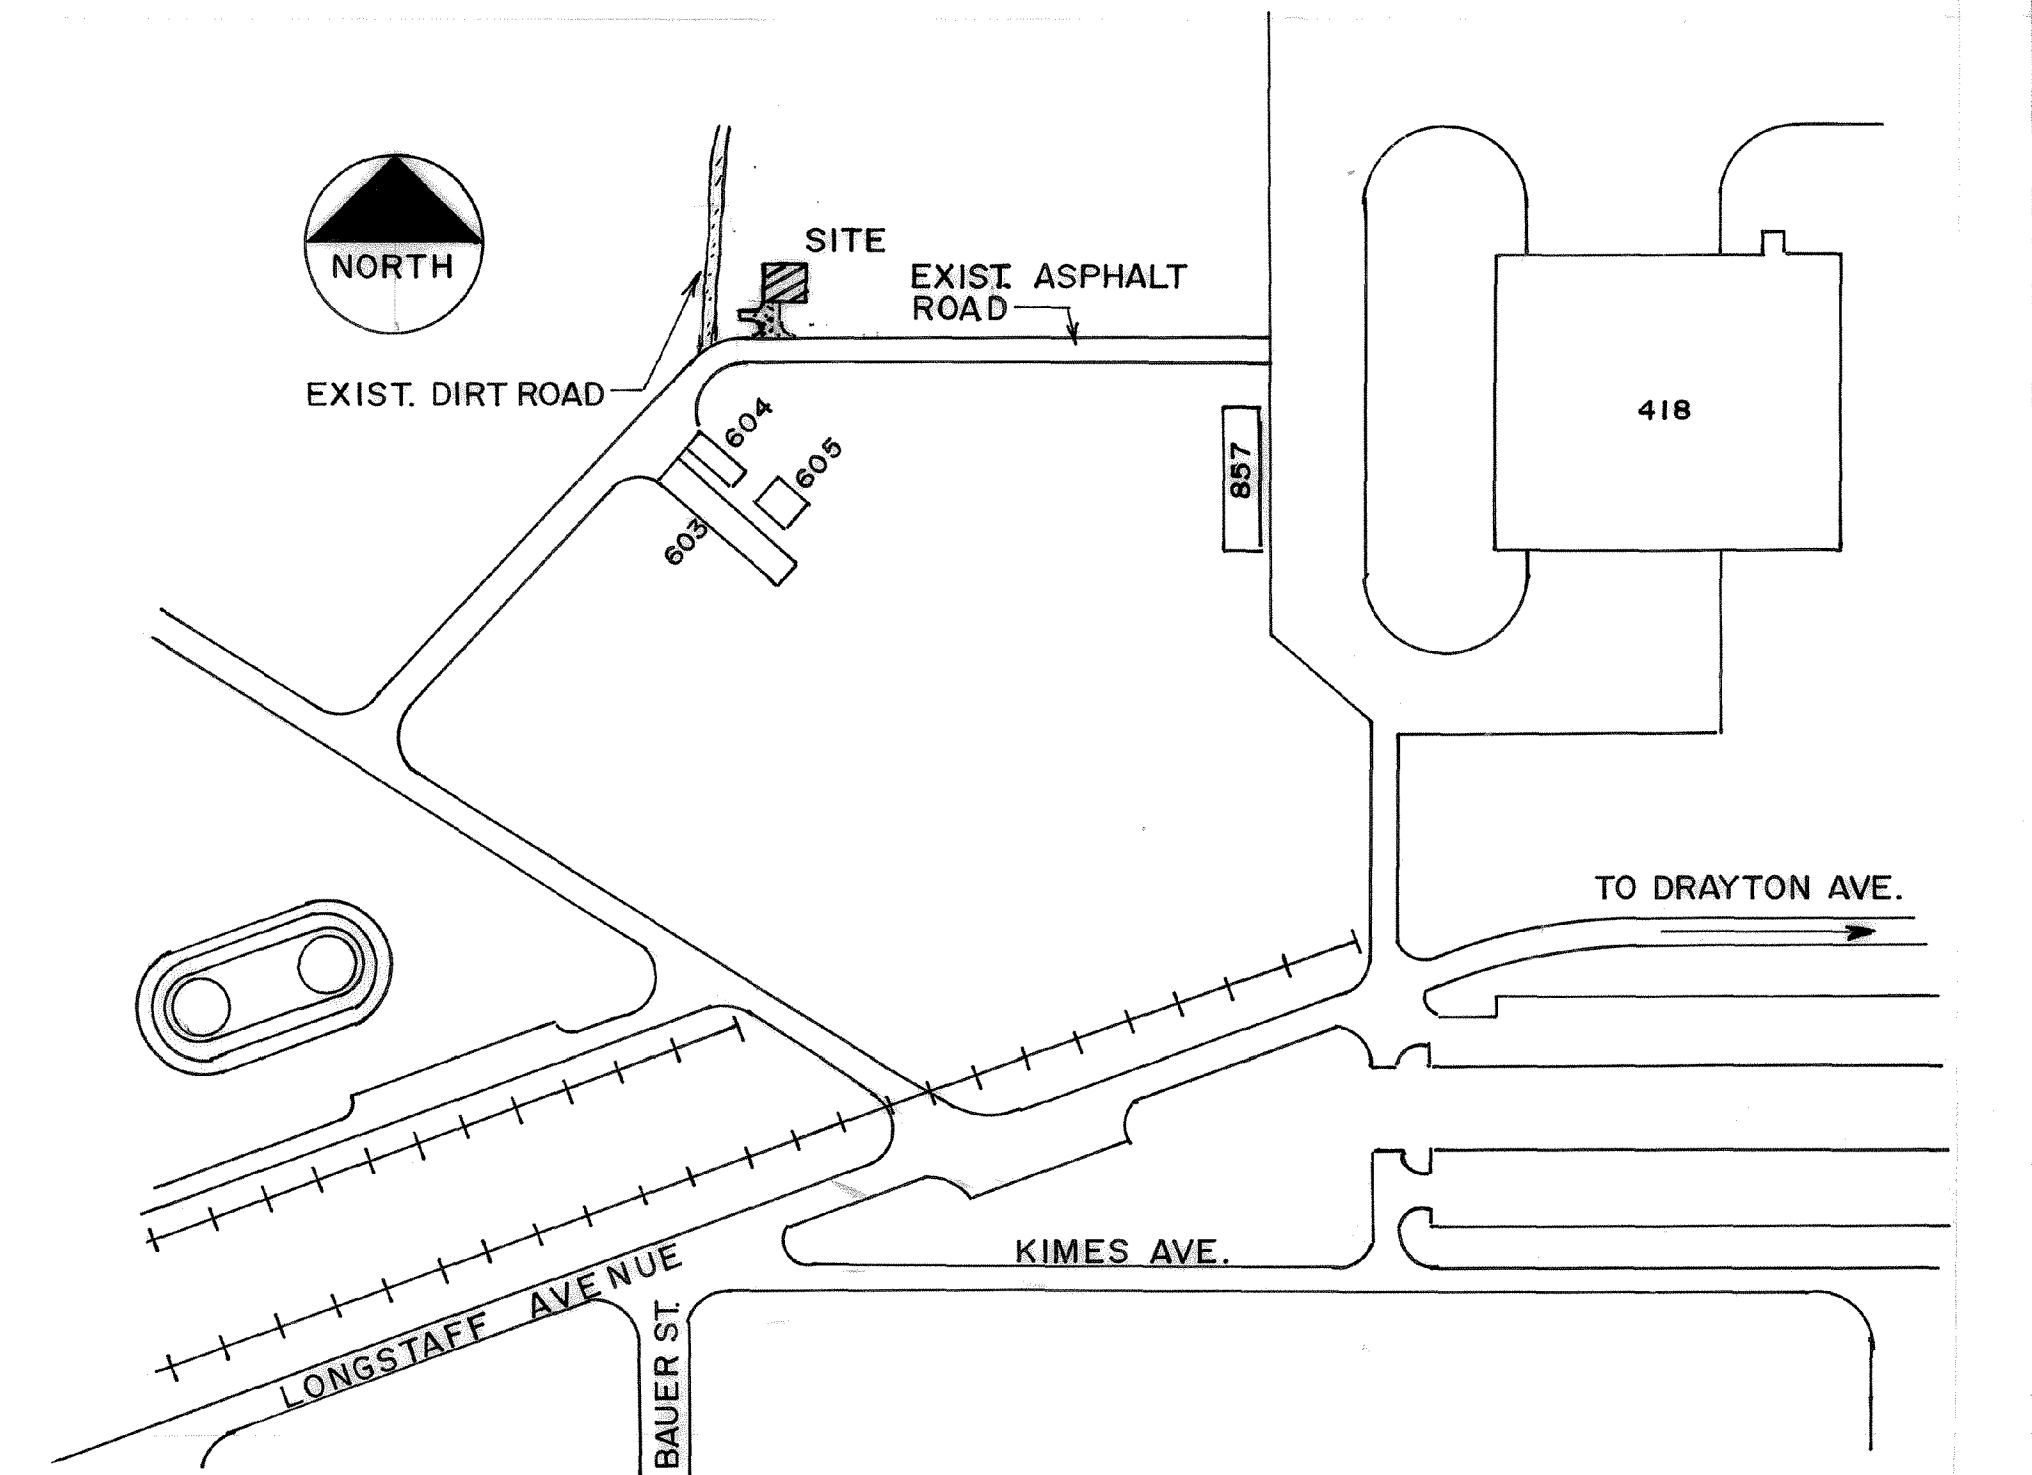 NORTH
SITE
EXIST. ASPHALT
ROAD
EXIST. DIRT ROAD
604
605
603
857
418
TO DRAYTON AVE.
KIMES AVE.
LONGSTAFF AVENUE
BAUER ST.